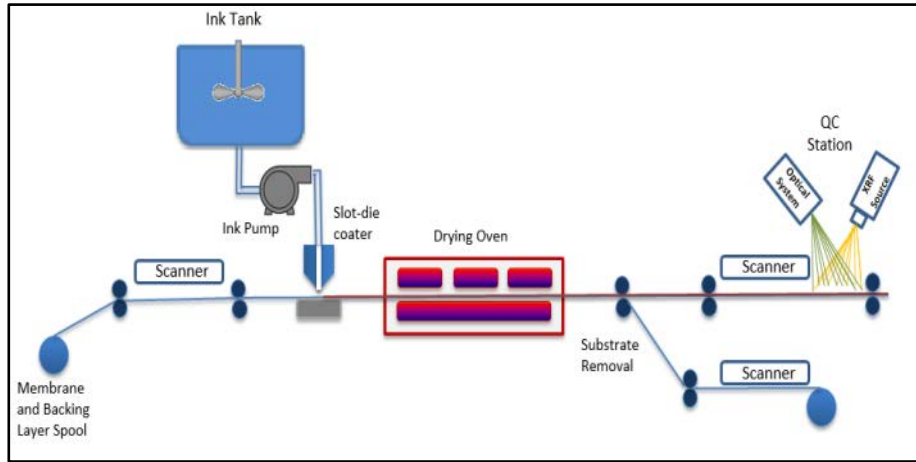 Ink Tank
QC
Station
Optical
System
XRF
Source
Ink Pump
Slot-die
coater
Drying Oven
Scanner
Scanner
Substrate
Removal
Scanner
Membrane
and Backing
Layer Spool